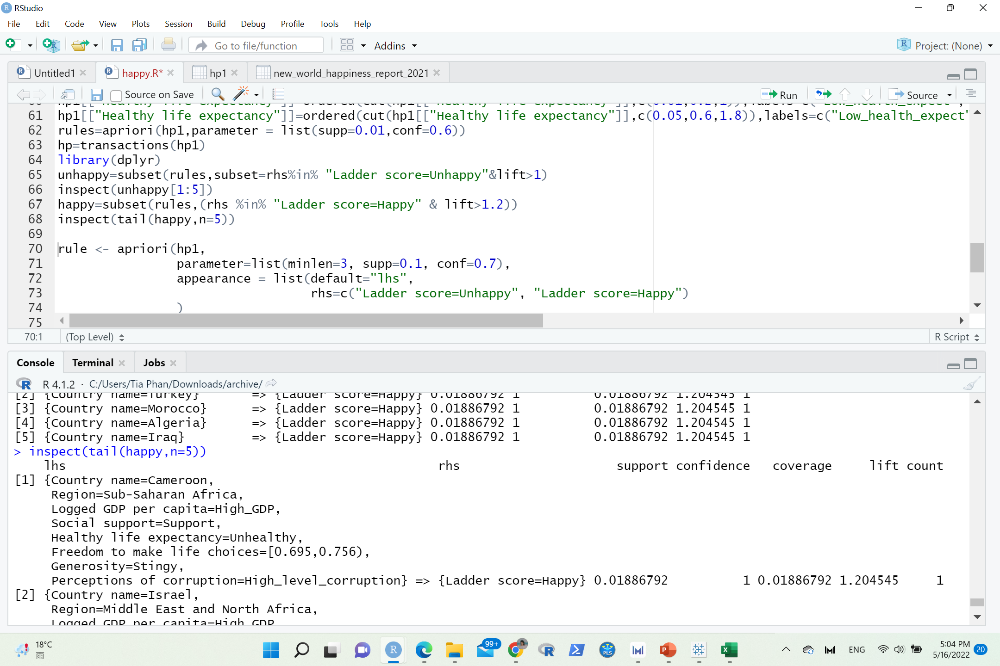 RStudio
File Edit Code View Plots Session Build Debug Profile Tools Help
Go to file/function Addins Project: (None)
Untitled1 happy.R* hp1 new_world_happiness_report_2021
Source on Save Run Source
61 hp1[["Healthy life expectancy"]]=ordered(cut(hp1[["Healthy life expectancy"]],c(0.05,0.6,1.8)),labels=c("Low_health_expect"
62 rules=apriori(hp1,parameter = list(supp=0.01,conf=0.6))
63 hp=transactions(hp1)
64 library(dplyr)
65 unhappy=subset(rules,subset=rhs%in% "Ladder score=Unhappy"&lift>1)
66 inspect(unhappy[1:5])
67 happy=subset(rules,(rhs %in% "Ladder score=Happy" & lift>1.2))
68 inspect(tail(happy,n=5))
69
70 rule <- apriori(hp1,
71 parameter=list(minlen=3, supp=0.1, conf=0.7),
72 appearance = list(default="lhs",
73 rhs=c("Ladder score=Unhappy", "Ladder score=Happy")
74 )
75
70:1 (Top Level) R Script
Console Terminal Jobs
R 4.1.2 · C:/Users/Tia Phan/Downloads/archive/
[2] {Country name=Turkey} => {Ladder score=Happy} 0.01886792 1 0.01886792 1.204545 1
[3] {Country name=Morocco} => {Ladder score=Happy} 0.01886792 1 0.01886792 1.204545 1
[4] {Country name=Algeria} => {Ladder score=Happy} 0.01886792 1 0.01886792 1.204545 1
[5] {Country name=Iraq} => {Ladder score=Happy} 0.01886792 1 0.01886792 1.204545 1
> inspect(tail(happy,n=5))
lhs rhs support confidence coverage lift count
[1] {Country name=Cameroon,
Region=Sub-Saharan Africa,
Logged GDP per capita=High_GDP,
Social support=Support,
Healthy life expectancy=Unhealthy,
Freedom to make life choices=[0.695,0.756),
Generosity=Stingy,
Perceptions of corruption=High_level_corruption} => {Ladder score=Happy} 0.01886792 1 0.01886792 1.204545 1
[2] {Country name=Israel,
Region=Middle East and North Africa,
Logged GDP per capita=High_GDP
18°C
雨
99+
PLS
ENG
5:04 PM
5/16/2022
20